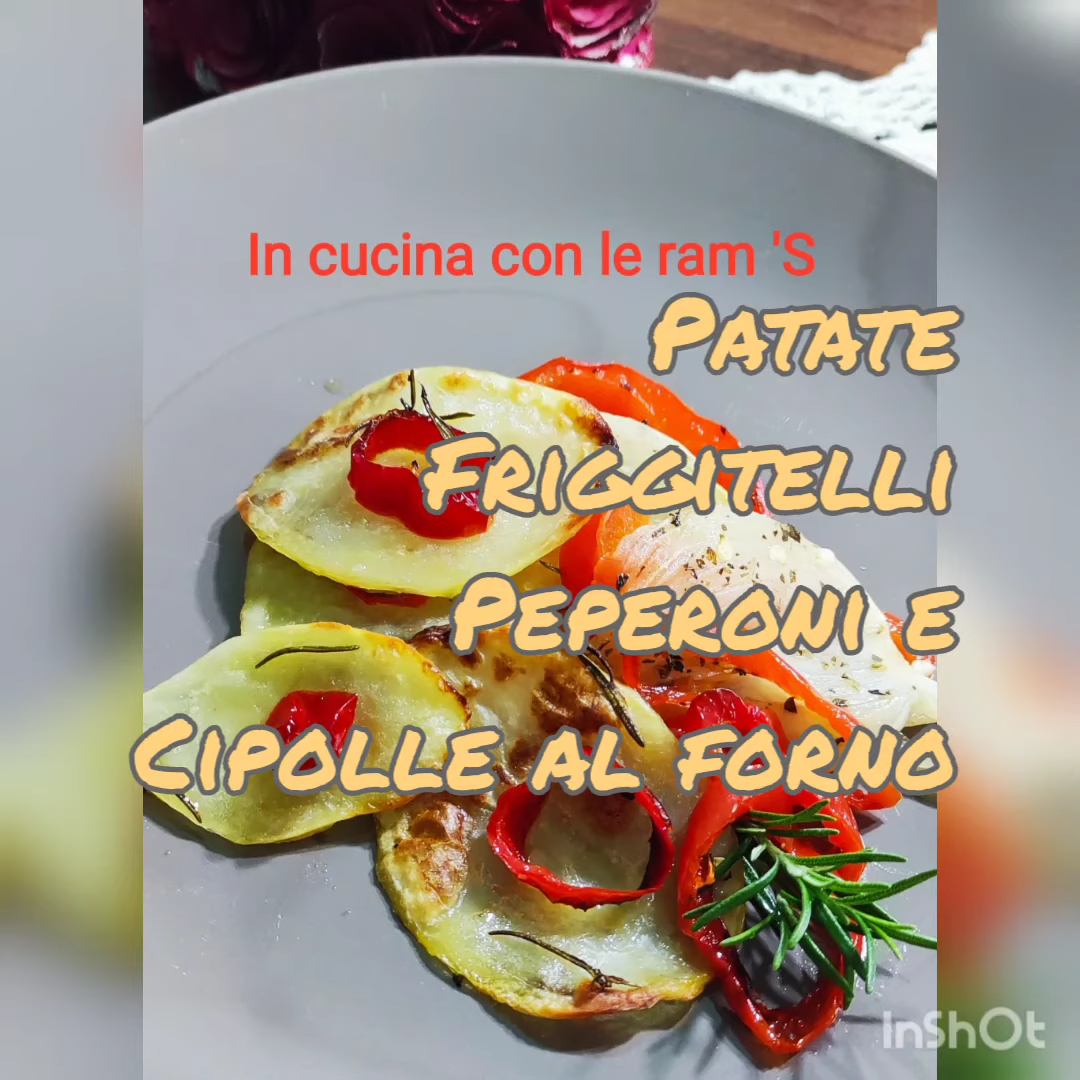 In cucina con le ram 'S
Patate
Friggitelli
Peperoni e
Cipolle al forno
InShOt